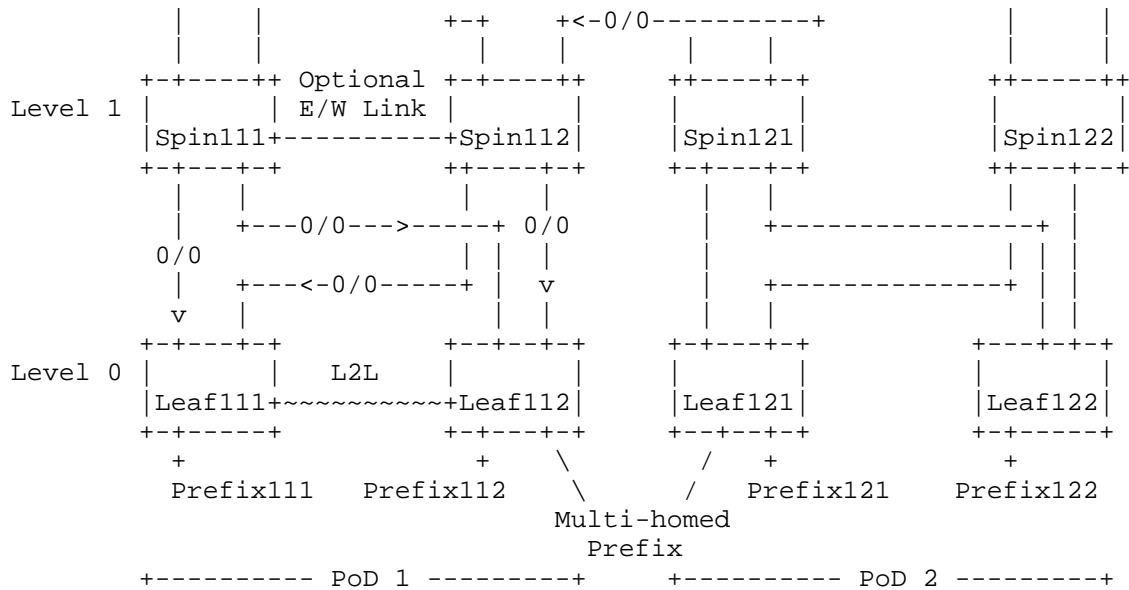 <-0/0
Optional
Level 1 E/W Link
Spin111 Spin112 Spin121 Spin122
0/0 > 0/0
0/0
<-0/0 v
v
Level 0 L2L
Leaf111 Leaf112 Leaf121 Leaf122
Prefix111 Prefix112 Prefix121 Prefix122
Multi-homed
Prefix
PoD 1 PoD 2